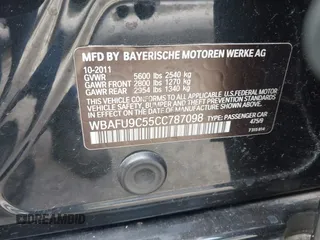 MFD BY BAYERISCHE MOTOREN WERKE AG
10-2011
GVWR 5600 lbs 2540 kg
GAWR FRONT 2800 lbs 1270 kg
GAWR REAR 2954 lbs 1340 kg
THIS VEHICLE CONFORMS TO ALL APPLICABLE U.S. FEDERAL MOTOR
VEHICLE SAFETY, BUMPER AND THEFT PREVENTION STANDARDS IN
EFFECT ON THE DATE OF MANUFACTURE SHOWN ABOVE.
WBAFU9C55CC787098 TYPE: PASSENGER CAR
475/9
DREAMBID